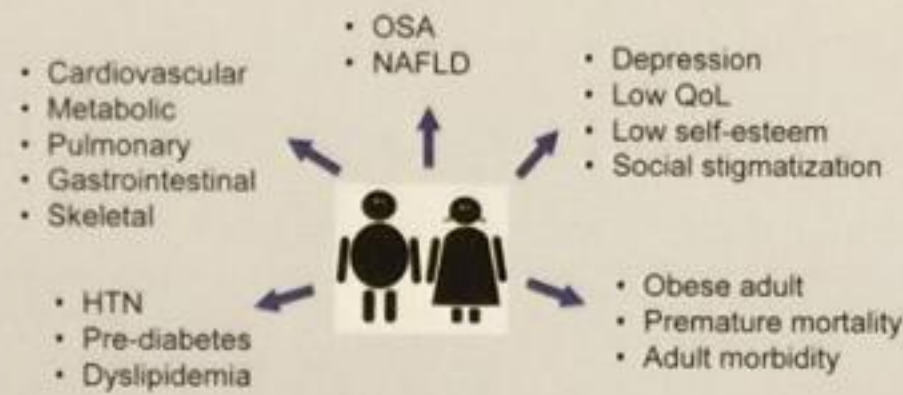 • OSA
• NAFLD
• Cardiovascular
• Metabolic
• Pulmonary
• Gastrointestinal
• Skeletal
• Depression
• Low QoL
• Low self-esteem
• Social stigmatization
• HTN
• Pre-diabetes
• Dyslipidemia
• Obese adult
• Premature mortality
• Adult morbidity